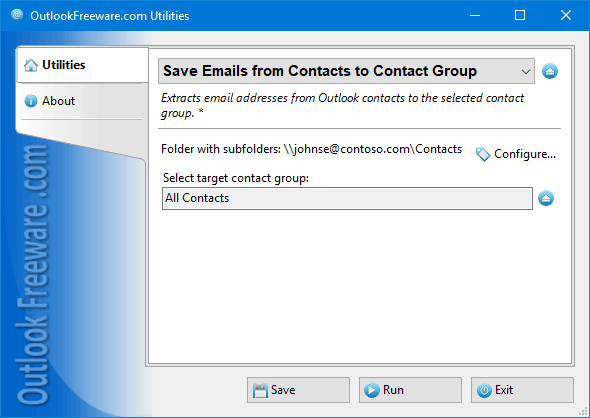 OutlookFreeware.com Utilities
Utilities
About
Save Emails from Contacts to Contact Group
Extracts email addresses from Outlook contacts to the selected contact
group. *
Folder with subfolders: \\johnse@contoso.com\Contacts
Configure...
Select target contact group:
All Contacts
Outlook Freeware .com
Save
Run
Exit